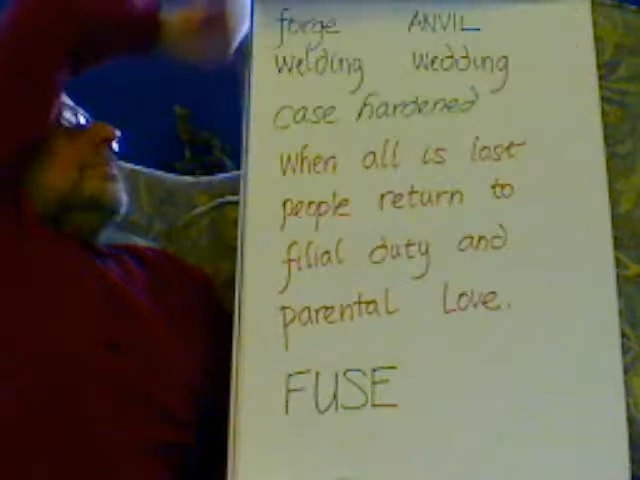 forge ANVIL
welding wedding
case hardened
when all is lost
people return to
filial duty and
parental Love.
FUSE